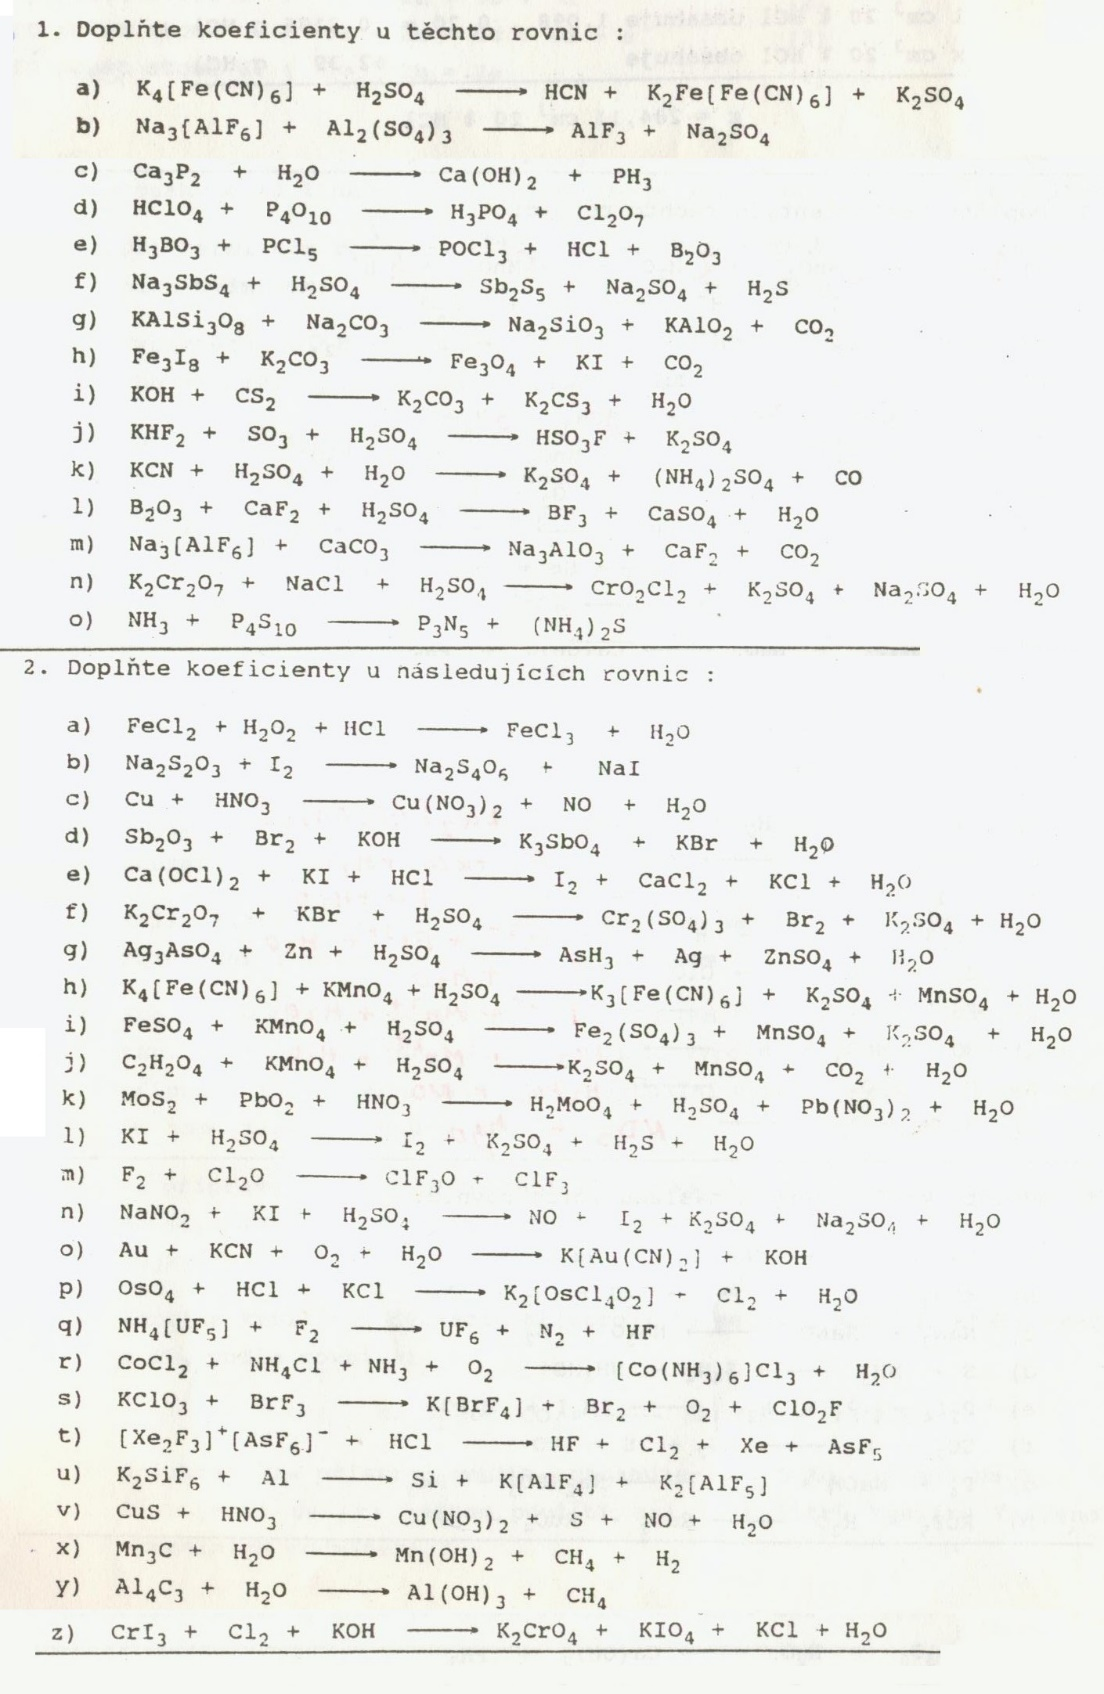 1. Doplňte koeficienty u těchto rovnic :
a) K₄[Fe(CN)₆] + H₂SO₄ ⟶ HCN + K₂Fe[Fe(CN)₆] + K₂SO₄
b) Na₃[AlF₆] + Al₂(SO₄)₃ ⟶ AlF₃ + Na₂SO₄
c) Ca₃P₂ + H₂O ⟶ Ca(OH)₂ + PH₃
d) HClO₄ + P₄O₁₀ ⟶ H₃PO₄ + Cl₂O₇
e) H₃BO₃ + PCl₅ ⟶ POCl₃ + HCl + B₂O₃
f) Na₃SbS₄ + H₂SO₄ ⟶ Sb₂S₅ + Na₂SO₄ + H₂S
g) KAlSi₃O₈ + Na₂CO₃ ⟶ Na₂SiO₃ + KAlO₂ + CO₂
h) Fe₃I₈ + K₂CO₃ ⟶ Fe₃O₄ + KI + CO₂
i) KOH + CS₂ ⟶ K₂CO₃ + K₂CS₃ + H₂O
j) KHF₂ + SO₃ + H₂SO₄ ⟶ HSO₃F + K₂SO₄
k) KCN + H₂SO₄ + H₂O ⟶ K₂SO₄ + (NH₄)₂SO₄ + CO
l) B₂O₃ + CaF₂ + H₂SO₄ ⟶ BF₃ + CaSO₄ + H₂O
m) Na₃[AlF₆] + CaCO₃ ⟶ Na₃AlO₃ + CaF₂ + CO₂
n) K₂Cr₂O₇ + NaCl + H₂SO₄ ⟶ CrO₂Cl₂ + K₂SO₄ + Na₂SO₄ + H₂O
o) NH₃ + P₄S₁₀ ⟶ P₃N₅ + (NH₄)₂S
2. Doplňte koeficienty u následujících rovnic :
a) FeCl₂ + H₂O₂ + HCl ⟶ FeCl₃ + H₂O
b) Na₂S₂O₃ + I₂ ⟶ Na₂S₄O₆ + NaI
c) Cu + HNO₃ ⟶ Cu(NO₃)₂ + NO + H₂O
d) Sb₂O₃ + Br₂ + KOH ⟶ K₃SbO₄ + KBr + H₂O
e) Ca(OCl)₂ + KI + HCl ⟶ I₂ + CaCl₂ + KCl + H₂O
f) K₂Cr₂O₇ + KBr + H₂SO₄ ⟶ Cr₂(SO₄)₃ + Br₂ + K₂SO₄ + H₂O
g) Ag₃AsO₄ + Zn + H₂SO₄ ⟶ AsH₃ + Ag + ZnSO₄ + H₂O
h) K₄[Fe(CN)₆] + KMnO₄ + H₂SO₄ ⟶ K₃[Fe(CN)₆] + K₂SO₄ + MnSO₄ + H₂O
i) FeSO₄ + KMnO₄ + H₂SO₄ ⟶ Fe₂(SO₄)₃ + MnSO₄ + K₂SO₄ + H₂O
j) C₂H₂O₄ + KMnO₄ + H₂SO₄ ⟶ K₂SO₄ + MnSO₄ + CO₂ + H₂O
k) MoS₂ + PbO₂ + HNO₃ ⟶ H₂MoO₄ + H₂SO₄ + Pb(NO₃)₂ + H₂O
l) KI + H₂SO₄ ⟶ I₂ + K₂SO₄ + H₂S + H₂O
m) F₂ + Cl₂O ⟶ ClF₃O + ClF₃
n) NaNO₂ + KI + H₂SO₄ ⟶ NO + I₂ + K₂SO₄ + Na₂SO₄ + H₂O
o) Au + KCN + O₂ + H₂O ⟶ K[Au(CN)₂] + KOH
p) OsO₄ + HCl + KCl ⟶ K₂[OsCl₄O₂] + Cl₂ + H₂O
q) NH₄[UF₅] + F₂ ⟶ UF₆ + N₂ + HF
r) CoCl₂ + NH₄Cl + NH₃ + O₂ ⟶ [Co(NH₃)₆]Cl₃ + H₂O
s) KClO₃ + BrF₃ ⟶ K[BrF₄] + Br₂ + O₂ + ClO₂F
t) [Xe₂F₃]⁺[AsF₆]⁻ + HCl ⟶ HF + Cl₂ + Xe + AsF₅
u) K₂SiF₆ + Al ⟶ Si + K[AlF₄] + K₂[AlF₅]
v) CuS + HNO₃ ⟶ Cu(NO₃)₂ + S + NO + H₂O
x) Mn₃C + H₂O ⟶ Mn(OH)₂ + CH₄ + H₂
y) Al₄C₃ + H₂O ⟶ Al(OH)₃ + CH₄
z) CrI₃ + Cl₂ + KOH ⟶ K₂CrO₄ + KIO₄ + KCl + H₂O